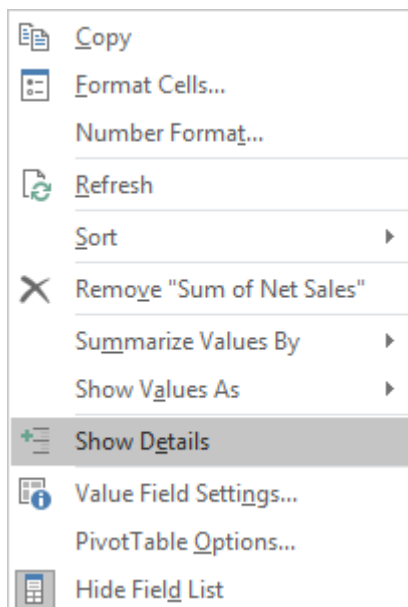 Copy
Format Cells...
Number Format...
Refresh
Sort
Remove "Sum of Net Sales"
Summarize Values By
Show Values As
Show Details
Value Field Settings...
PivotTable Options...
Hide Field List